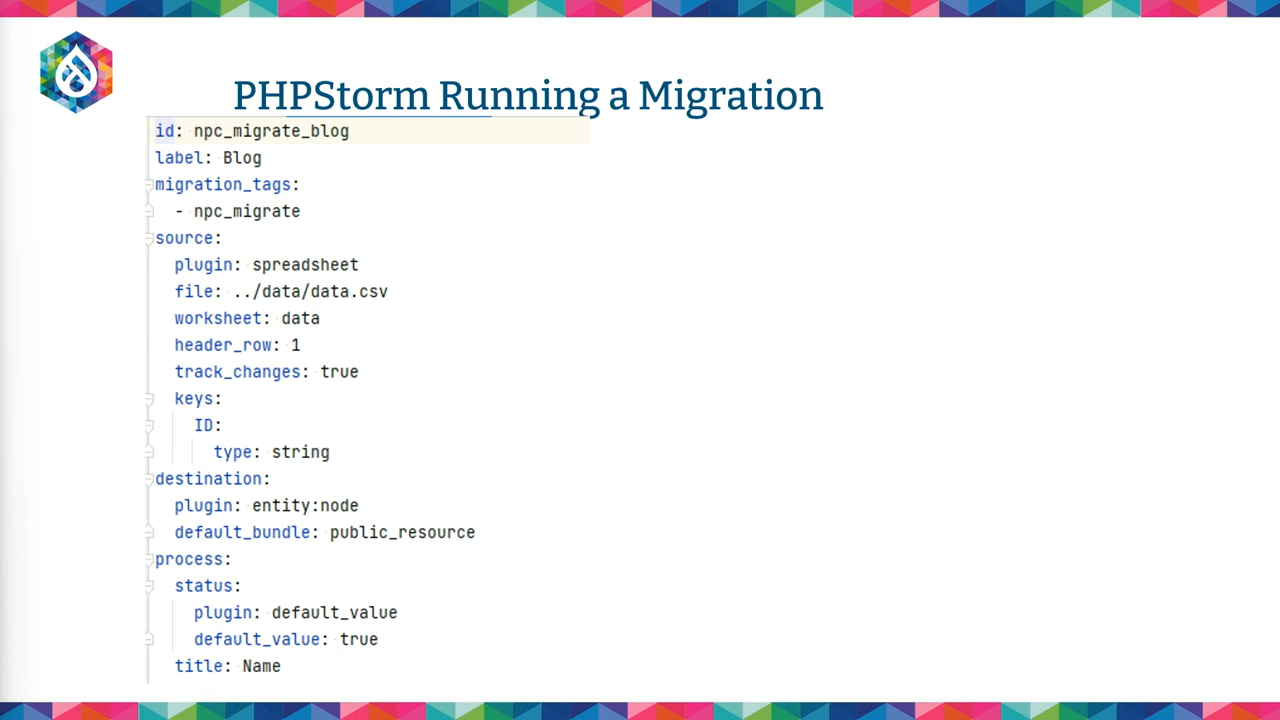 PHPStorm Running a Migration
id: npc_migrate_blog
label: Blog
migration_tags:
  - npc_migrate
source:
  plugin: spreadsheet
  file: ../data/data.csv
  worksheet: data
  header_row: 1
  track_changes: true
  keys:
    ID:
      type: string
destination:
  plugin: entity:node
  default_bundle: public_resource
process:
  status:
    plugin: default_value
    default_value: true
  title: Name